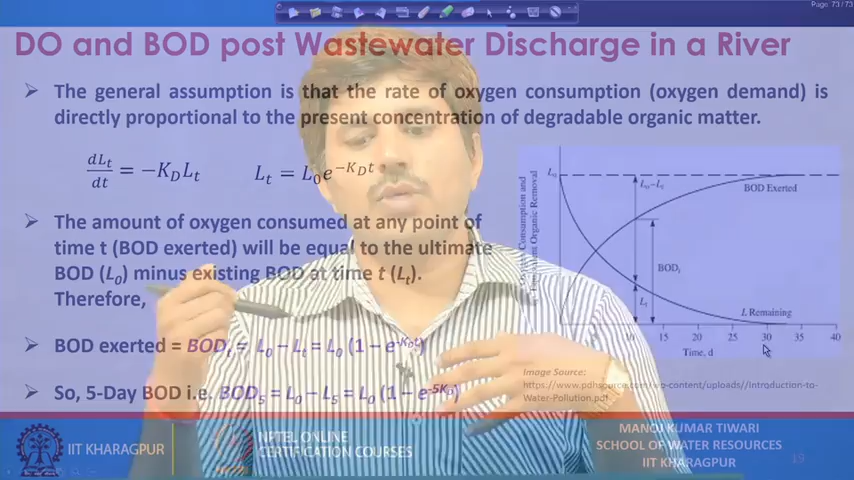 Page 73 / 73
DO and BOD post Wastewater Discharge in a River
The general assumption is that the rate of oxygen consumption (oxygen demand) is
directly proportional to the present concentration of degradable organic matter.
dL_t/dt = -K_D L_t
L_t = L_0 e^{-K_D t}
The amount of oxygen consumed at any point of
time t (BOD exerted) will be equal to the ultimate
BOD (L_0) minus existing BOD at time t (L_t).
Therefore,
BOD exerted = BOD_t = L_0 – L_t = L_0 (1 – e^{-K_D t})
So, 5-Day BOD i.e. BOD_5 = L_0 – L_5 = L_0 (1 – e^{-5K_D})
L_0
L_0–L_t
BOD Exerted
BOD_t
L_t
L Remaining
10 15 20 25 30 35 40
Time, d
Consumption and
Organic Removal
Image Source:
https://www.pdhsource.com/wp-content/uploads//Introduction-to-
Water-Pollution.pdf
IIT KHARAGPUR
NPTEL ONLINE
CERTIFICATION COURSES
MANOJ KUMAR TIWARI
SCHOOL OF WATER RESOURCES
IIT KHARAGPUR
19